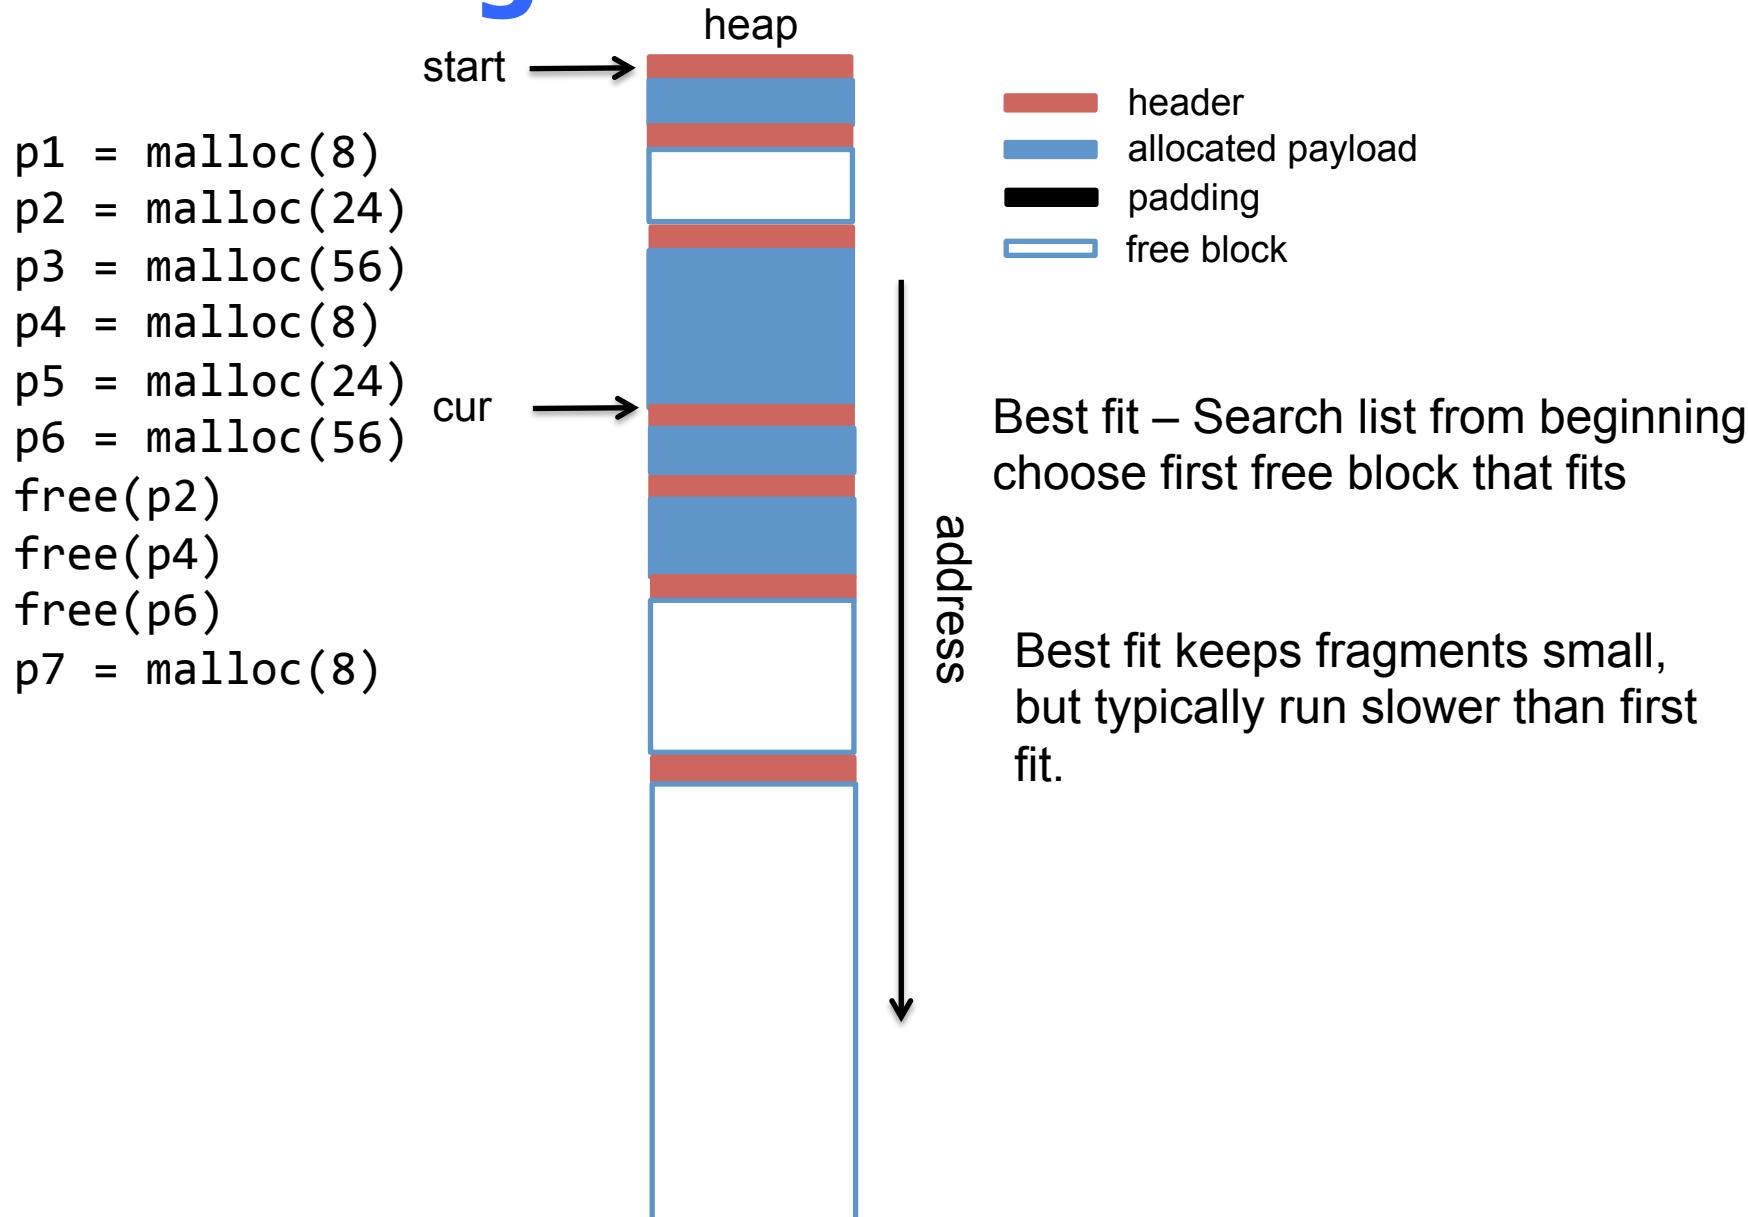 heap
start
p1 = malloc(8)
p2 = malloc(24)
p3 = malloc(56)
p4 = malloc(8)
p5 = malloc(24)
p6 = malloc(56)
free(p2)
free(p4)
free(p6)
p7 = malloc(8)
cur
header
allocated payload
padding
free block
address
Best fit – Search list from beginning
choose first free block that fits
Best fit keeps fragments small,
but typically run slower than first
fit.